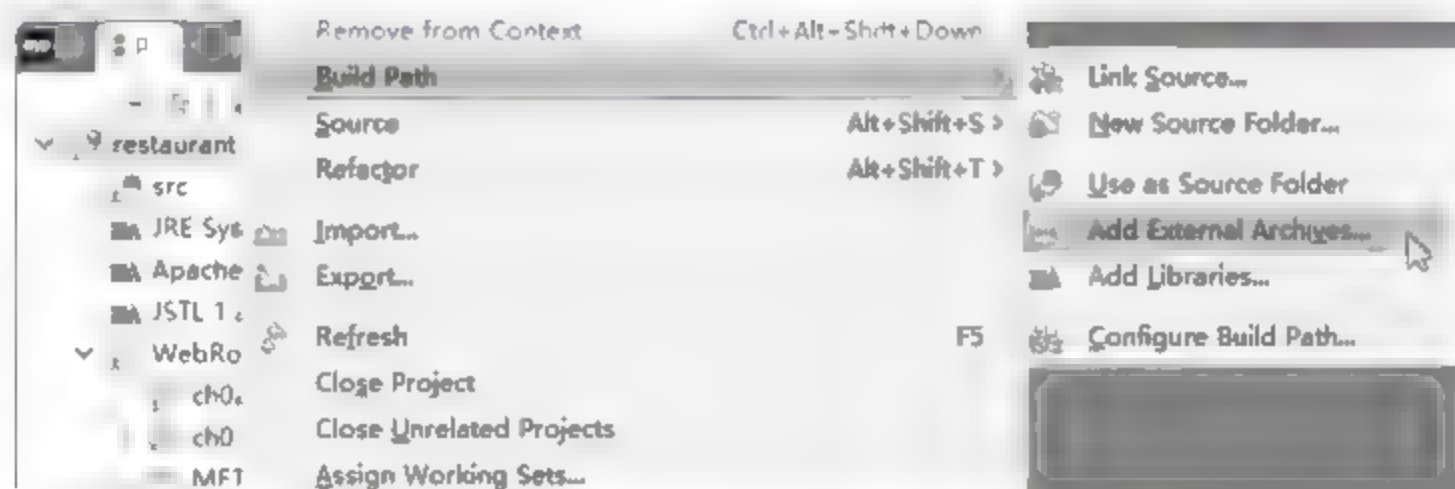 Remove from Context Ctrl+Alt+Shift+Down
p
Build Path
Link Source...
Source Alt+Shift+S >
New Source Folder...
restaurant
Refactor Alt+Shift+T >
Use as Source Folder
src
JRE Sys
Import...
Add External Archives...
Apache
Export...
Add Libraries...
JSTL 1
Refresh F5
Configure Build Path...
WebRo
Close Project
ch0
Close Unrelated Projects
ch0
Assign Working Sets...